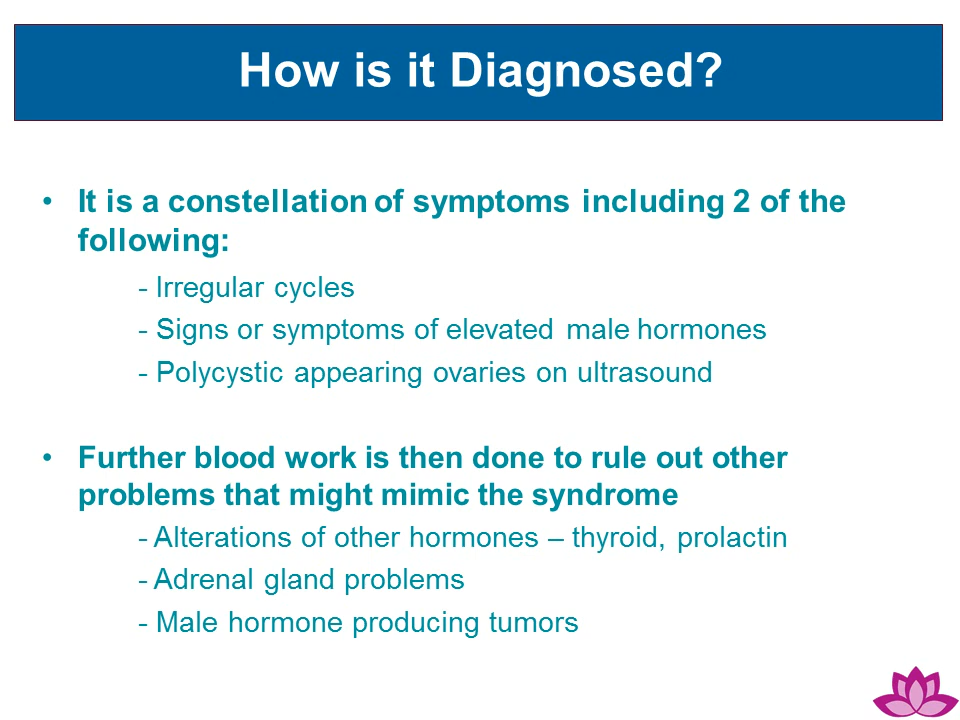 How is it Diagnosed?
• It is a constellation of symptoms including 2 of the
following:
- Irregular cycles
- Signs or symptoms of elevated male hormones
- Polycystic appearing ovaries on ultrasound
• Further blood work is then done to rule out other
problems that might mimic the syndrome
- Alterations of other hormones – thyroid, prolactin
- Adrenal gland problems
- Male hormone producing tumors